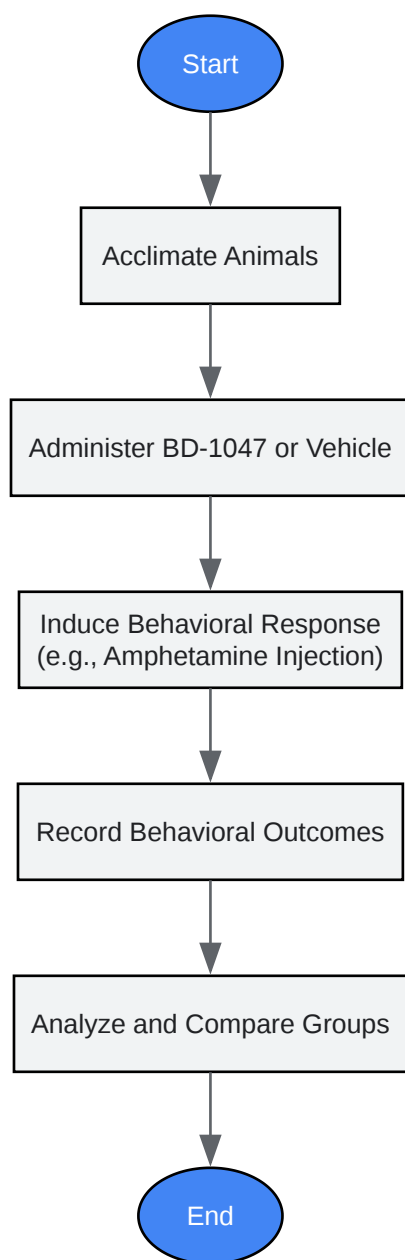 Start
Acclimate Animals
Administer BD-1047 or Vehicle
Induce Behavioral Response
(e.g., Amphetamine Injection)
Record Behavioral Outcomes
Analyze and Compare Groups
End